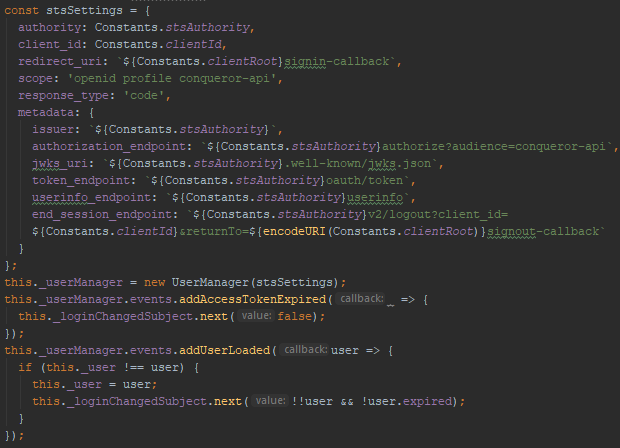 const stsSettings = {
  authority: Constants.stsAuthority,
  client_id: Constants.clientId,
  redirect_uri: `${Constants.clientRoot}signin-callback`,
  scope: 'openid profile conqueror-api',
  response_type: 'code',
  metadata: {
    issuer: `${Constants.stsAuthority}`,
    authorization_endpoint: `${Constants.stsAuthority}authorize?audience=conqueror-api`,
    jwks_uri: `${Constants.stsAuthority}.well-known/jwks.json`,
    token_endpoint: `${Constants.stsAuthority}oauth/token`,
    userinfo_endpoint: `${Constants.stsAuthority}userinfo`,
    end_session_endpoint: `${Constants.stsAuthority}v2/logout?client_id=
    ${Constants.clientId}&returnTo=${encodeURI(Constants.clientRoot)}signout-callback`
  }
};
this._userManager = new UserManager(stsSettings);
this._userManager.events.addAccessTokenExpired( callback: _ => {
  this._loginChangedSubject.next( value: false);
});
this._userManager.events.addUserLoaded( callback: user => {
  if (this._user !== user) {
    this._user = user;
    this._loginChangedSubject.next( value: !!user && !user.expired);
  }
});